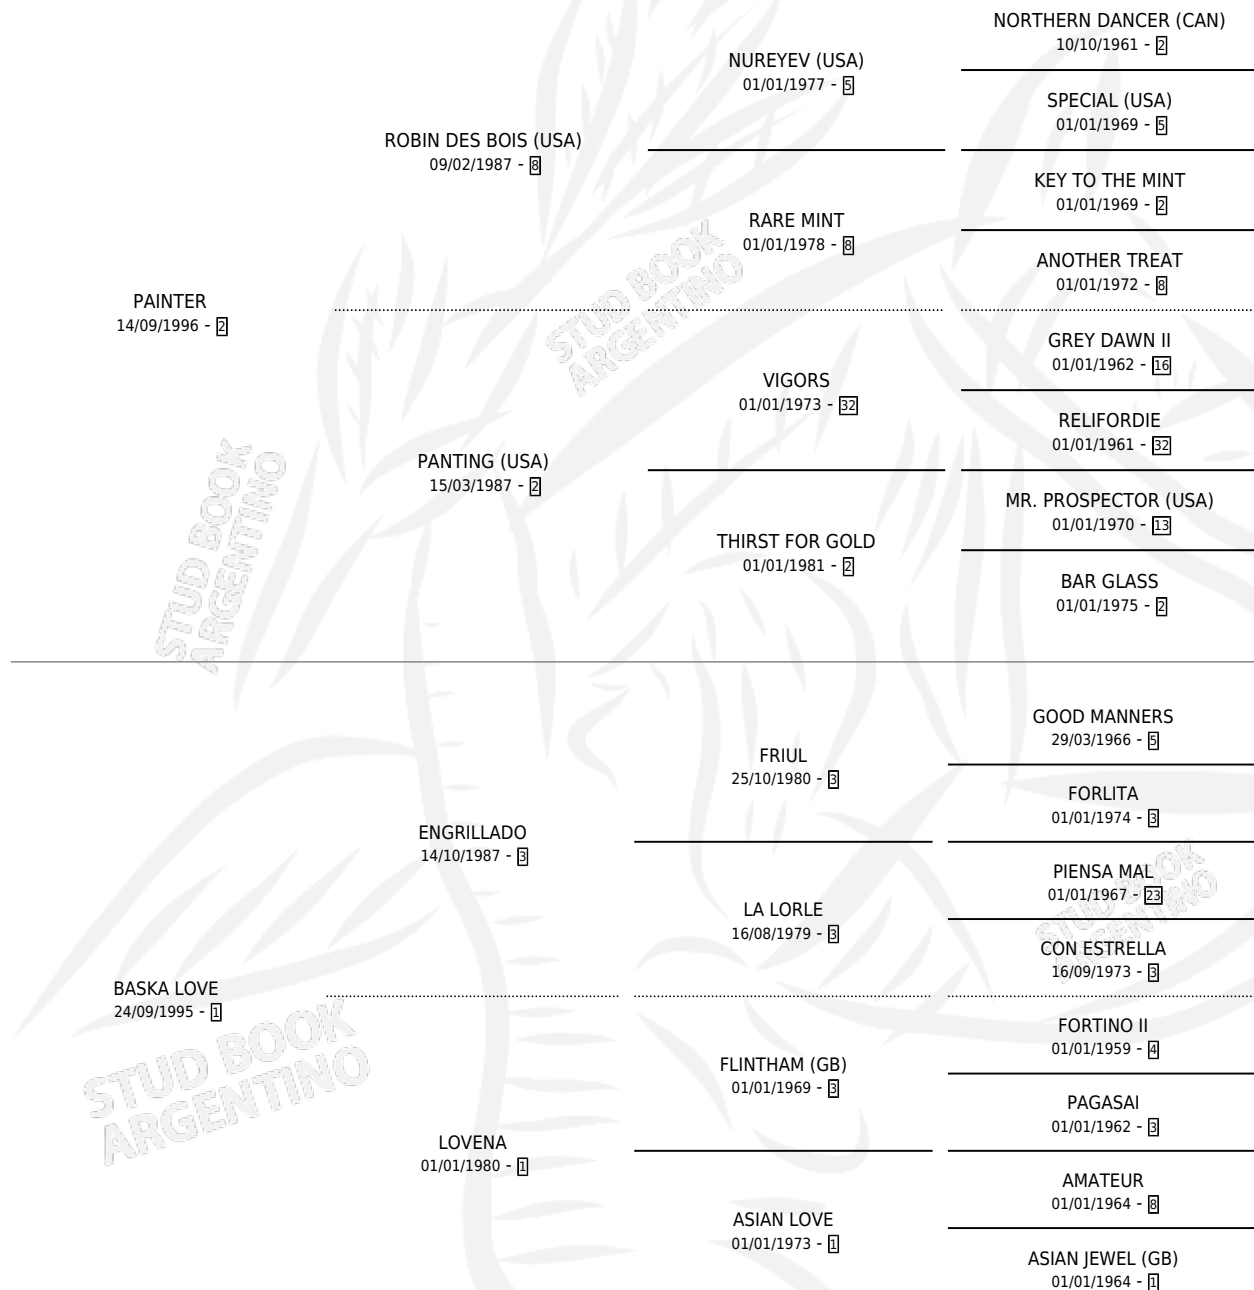 NORTHERN DANCER (CAN)
10/10/1961 - 2
NUREYEV (USA)
01/01/1977 - 5
SPECIAL (USA)
01/01/1969 - 5
ROBIN DES BOIS (USA)
09/02/1987 - 8
KEY TO THE MINT
01/01/1969 - 2
RARE MINT
01/01/1978 - 8
ANOTHER TREAT
01/01/1972 - 8
PAINTER
14/09/1996 - 2
GREY DAWN II
01/01/1962 - 16
VIGORS
01/01/1973 - 32
RELIFORDIE
01/01/1961 - 32
PANTING (USA)
15/03/1987 - 2
MR. PROSPECTOR (USA)
01/01/1970 - 13
THIRST FOR GOLD
01/01/1981 - 2
BAR GLASS
01/01/1975 - 2
GOOD MANNERS
29/03/1966 - 5
FRIUL
25/10/1980 - 3
FORLITA
01/01/1974 - 3
ENGRILLADO
14/10/1987 - 3
PIENSA MAL
01/01/1967 - 23
LA LORLE
16/08/1979 - 3
CON ESTRELLA
16/09/1973 - 3
BASKA LOVE
24/09/1995 - 1
FORTINO II
01/01/1959 - 4
FLINTHAM (GB)
01/01/1969 - 3
PAGASAI
01/01/1962 - 3
LOVENA
01/01/1980 - 1
AMATEUR
01/01/1964 - 8
ASIAN LOVE
01/01/1973 - 1
ASIAN JEWEL (GB)
01/01/1964 - 1
STUD BOOK
ARGENTINO
STUD BOOK
ARGENTINO
STUD BOOK
ARGENTINO
STUD BOOK
ARGENTINO